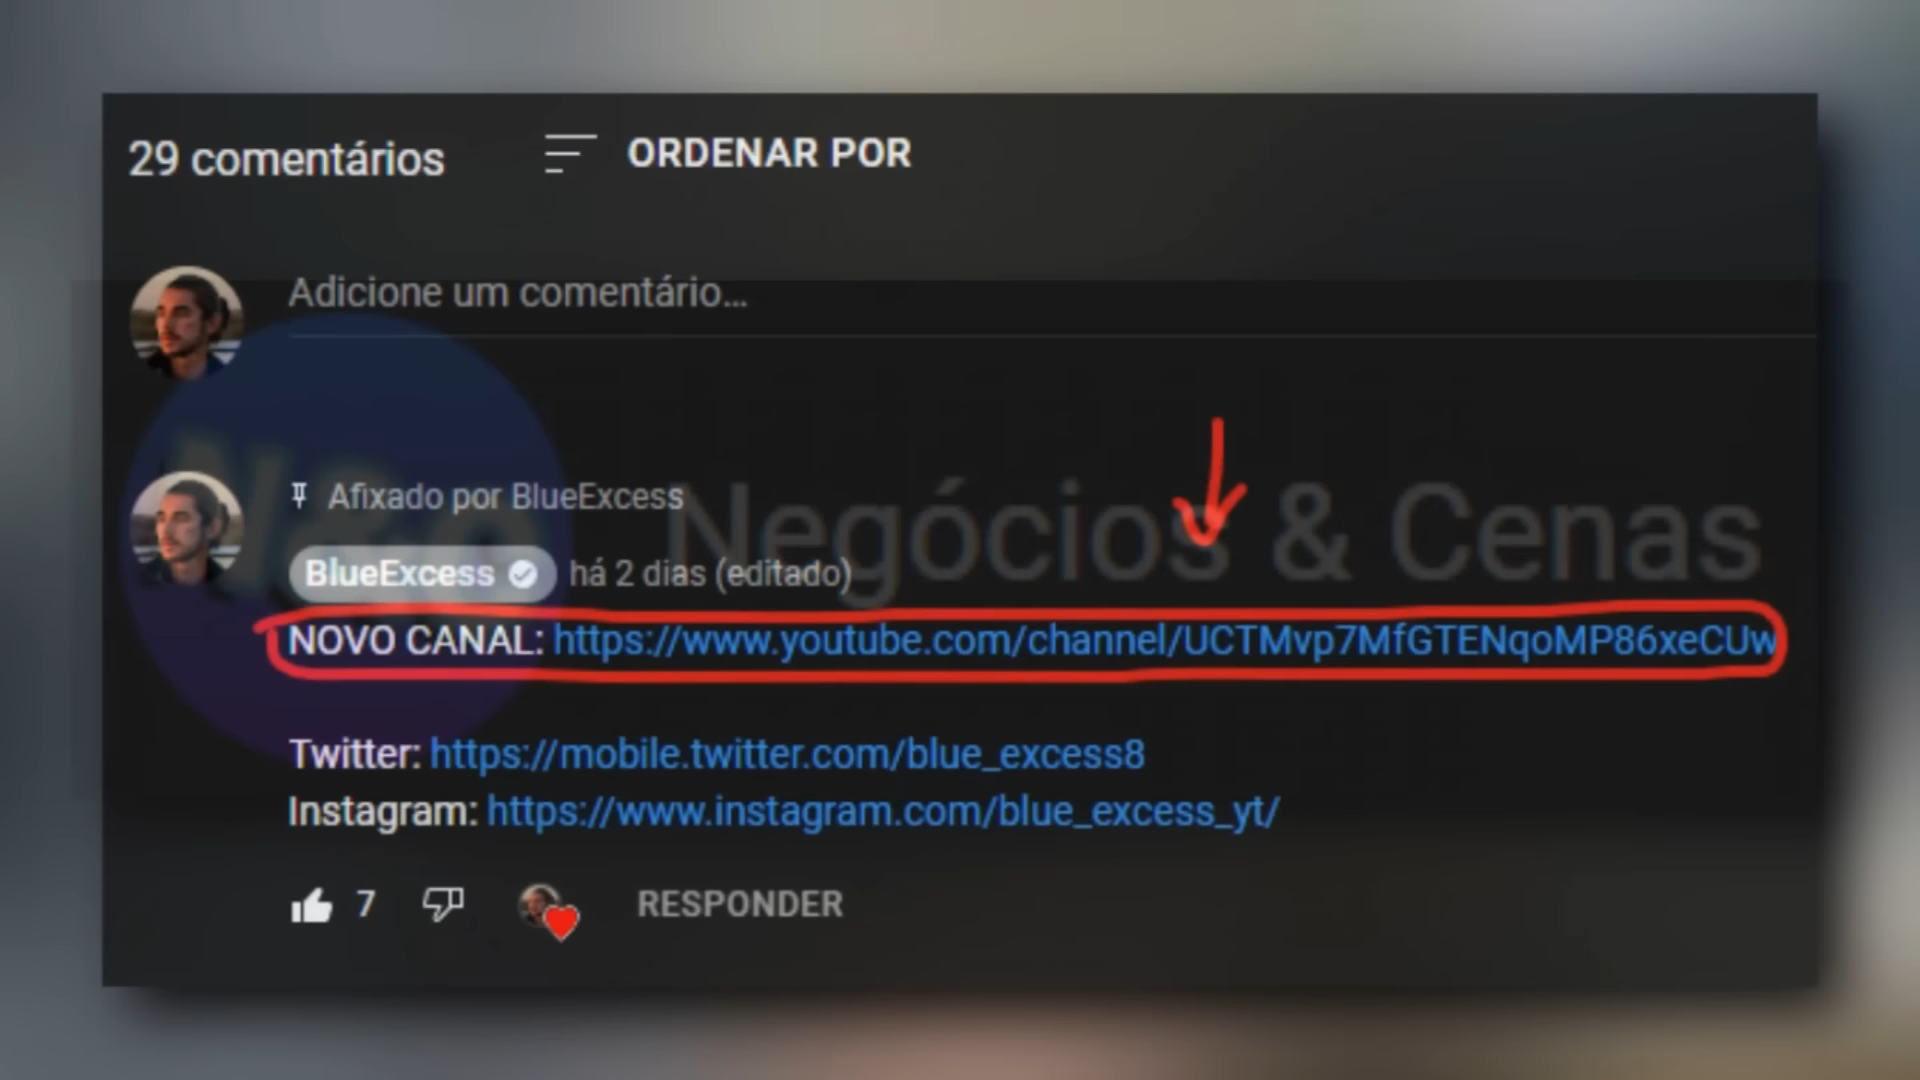 29 comentários
ORDENAR POR
Adicione um comentário...
Afixado por BlueExcess
Negócios & Cenas
BlueExcess há 2 dias (editado)
NOVO CANAL: https://www.youtube.com/channel/UCTMvp7MfGTENqoMP86xeCUw
Twitter: https://mobile.twitter.com/blue_excess8
Instagram: https://www.instagram.com/blue_excess_yt/
7
RESPONDER